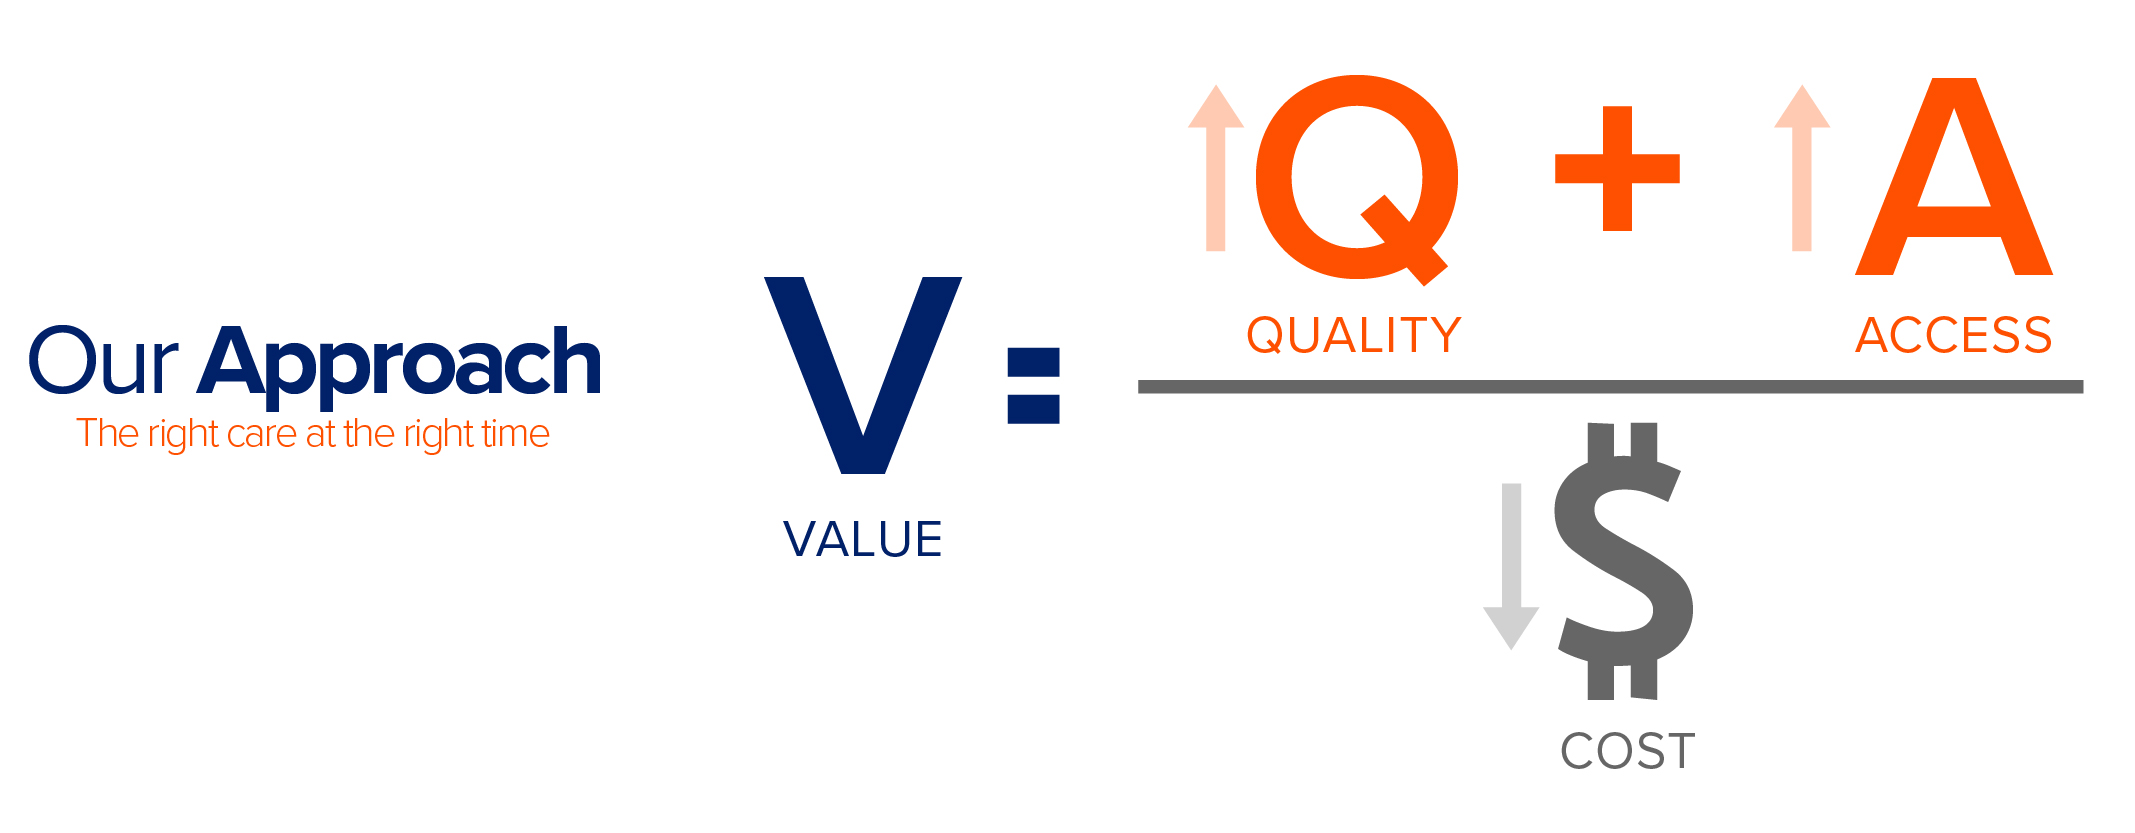 Our Approach
The right care at the right time
V
VALUE
=
Q + A
QUALITY ACCESS
$
COST